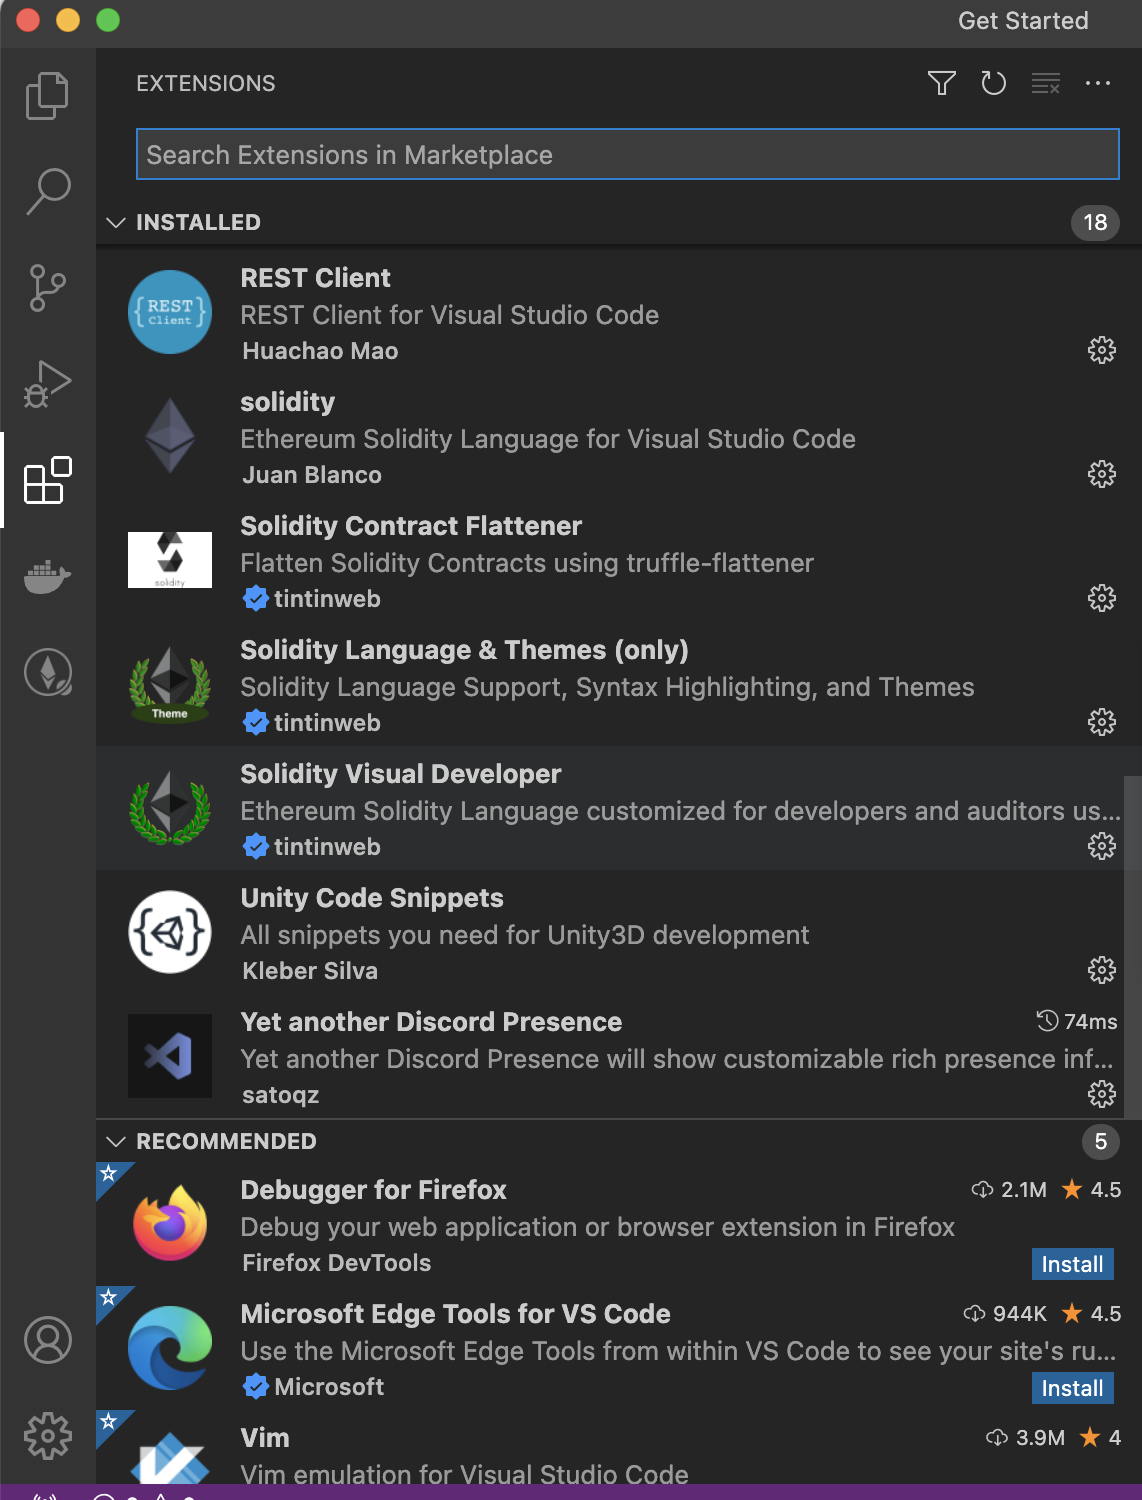 Get Started
EXTENSIONS
Search Extensions in Marketplace
INSTALLED
18
REST Client
{REST}
Client
REST Client for Visual Studio Code
Huachao Mao
solidity
Ethereum Solidity Language for Visual Studio Code
Juan Blanco
Solidity Contract Flattener
solidity
Flatten Solidity Contracts using truffle-flattener
tintinweb
Solidity Language & Themes (only)
Theme
Solidity Language Support, Syntax Highlighting, and Themes
tintinweb
Solidity Visual Developer
Ethereum Solidity Language customized for developers and auditors us...
tintinweb
Unity Code Snippets
All snippets you need for Unity3D development
Kleber Silva
Yet another Discord Presence
74ms
Yet another Discord Presence will show customizable rich presence inf...
satoqz
RECOMMENDED
5
Debugger for Firefox
2.1M
4.5
Debug your web application or browser extension in Firefox
Firefox DevTools
Install
Microsoft Edge Tools for VS Code
944K
4.5
Use the Microsoft Edge Tools from within VS Code to see your site's ru...
Microsoft
Install
Vim
3.9M
4
Vim emulation for Visual Studio Code